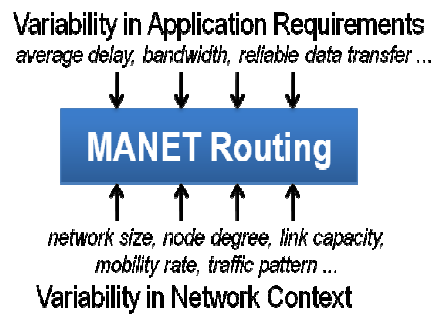 Variability in Application Requirements
average delay, bandwidth, reliable data transfer ...
MANET Routing
network size, node degree, link capacity,
mobility rate, traffic pattern ...
Variability in Network Context